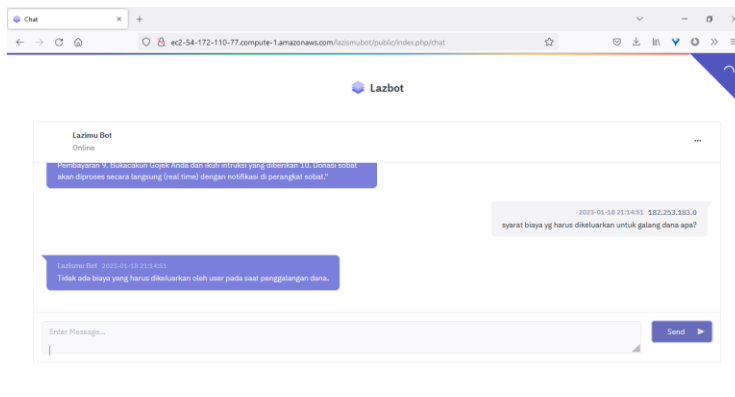 Chat
ec2-54-172-110-77.compute-1.amazonaws.com/lazismubot/public/index.php/chat
Lazbot
Lazimu Bot
Online
...
Pembayaran 9. Bukacakun Gojek Anda dan ikuti intruksi yang diberikan 10. Donasi sobat
akan diproses secara langsung (real time) dengan notifikasi di perangkat sobat."
2023-01-18 21:14:51 182.253.183.0
syarat biaya yg harus dikeluarkan untuk galang dana apa?
Lazismu Bot 2023-01-18 21:14:51
Tidak ada biaya yang harus dikeluarkan oleh user pada saat penggalangan dana.
Enter Message...
Send